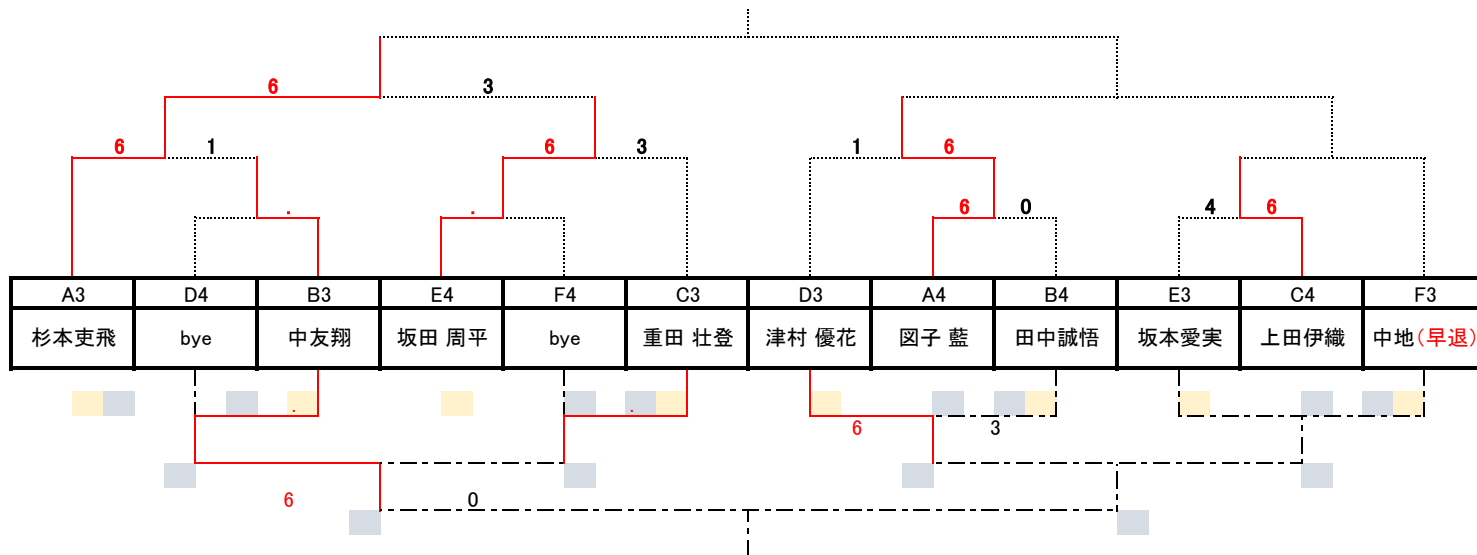 6 3
6 1 6 3 1 6
. . 6 0 4 6
A3 D4 B3 E4 F4 C3 D3 A4 B4 E3 C4 F3
杉本吏飛 bye 中友翔 坂田 周平 bye 重田 壮登 津村 優花 図子 藍 田中誠悟 坂本愛実 上田伊織 中地(早退)
. .
6 3
6 0